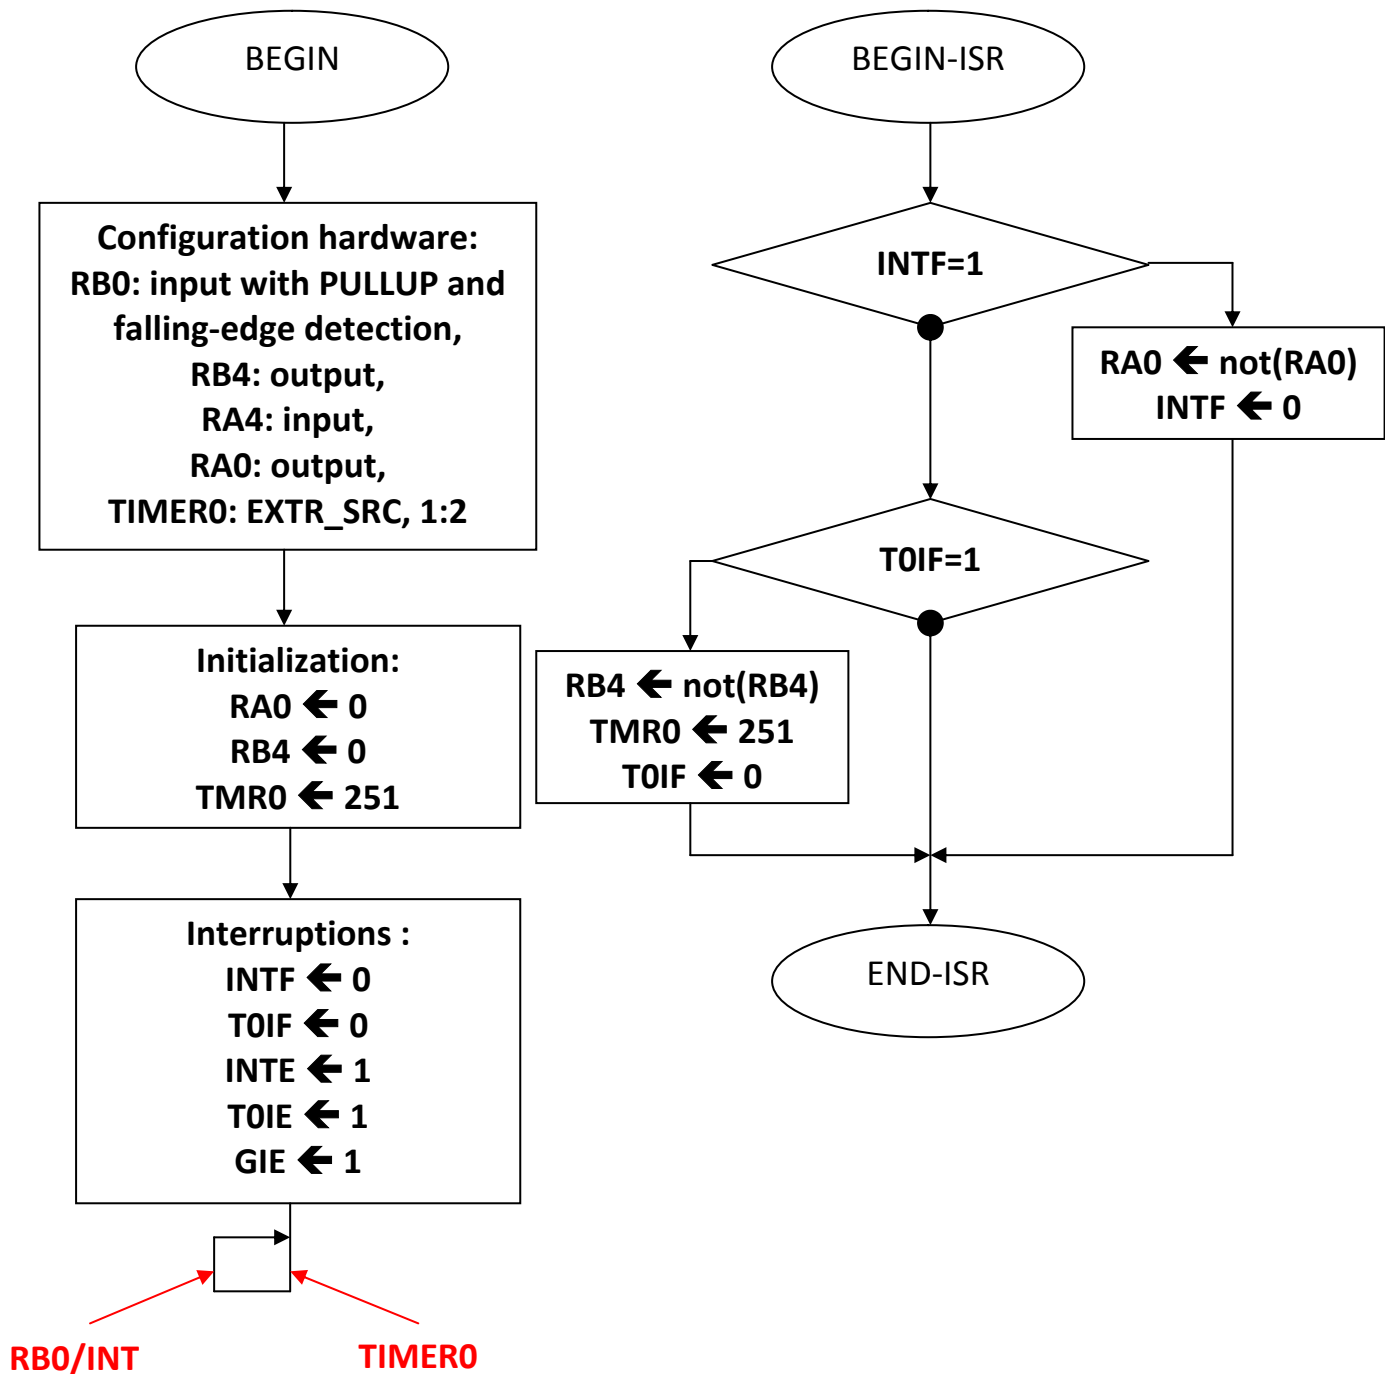 BEGIN
Configuration hardware:
RB0: input with PULLUP and
falling-edge detection,
RB4: output,
RA4: input,
RA0: output,
TIMER0: EXTR_SRC, 1:2
Initialization:
RA0 🡸 0
RB4 🡸 0
TMR0 🡸 251
Interruptions :
INTF 🡸 0
T0IF 🡸 0
INTE 🡸 1
T0IE 🡸 1
GIE 🡸 1
RB0/INT
TIMER0
BEGIN-ISR
INTF=1
RA0 🡸 not(RA0)
INTF 🡸 0
T0IF=1
RB4 🡸 not(RB4)
TMR0 🡸 251
T0IF 🡸 0
END-ISR